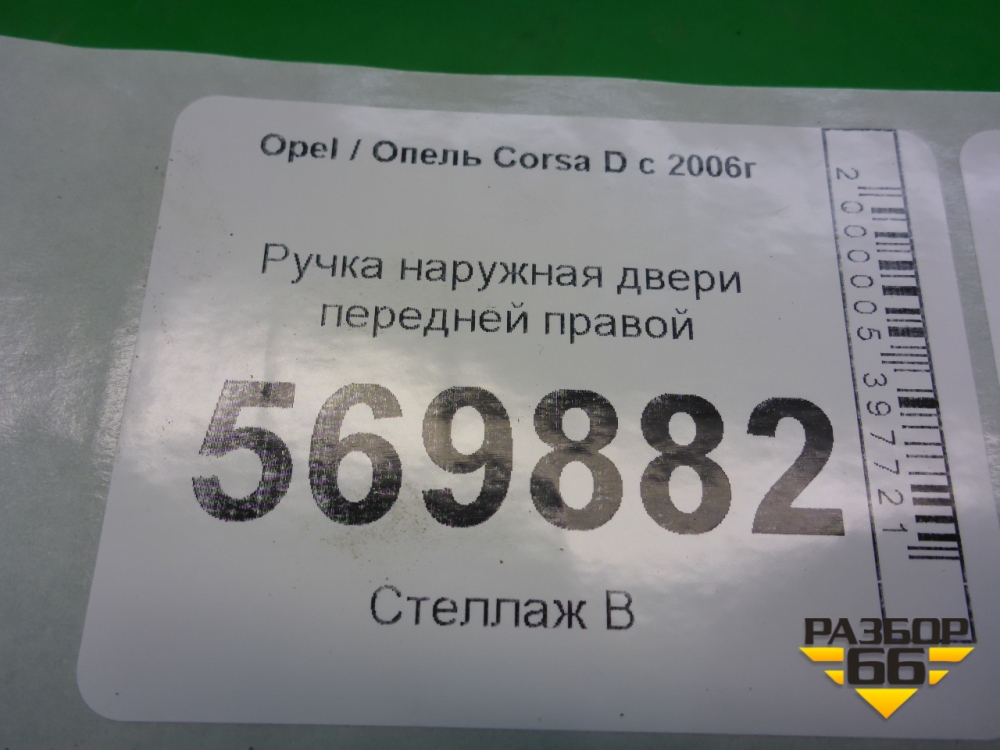 Opel / Опель Corsa D с 2006г
Ручка наружная двери
передней правой
569882
Стеллаж В
2000005397721
РАЗБОР
66